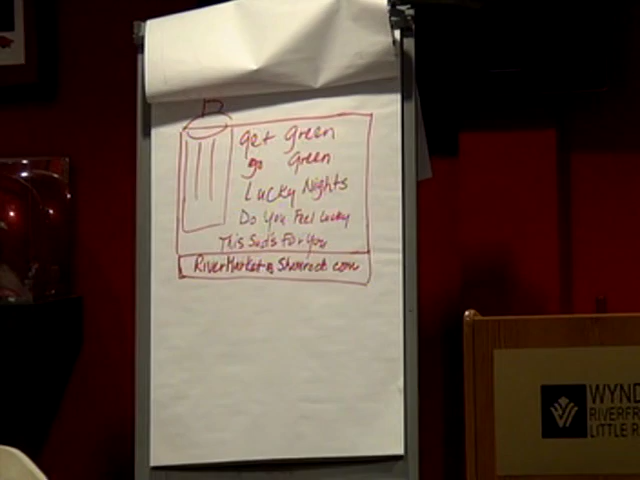 get green
go green
Lucky Nights
Do You Feel Lucky
This Sud's For You
RiverMarket Shamrock.com
WYND
RIVERFR
LITTLE R